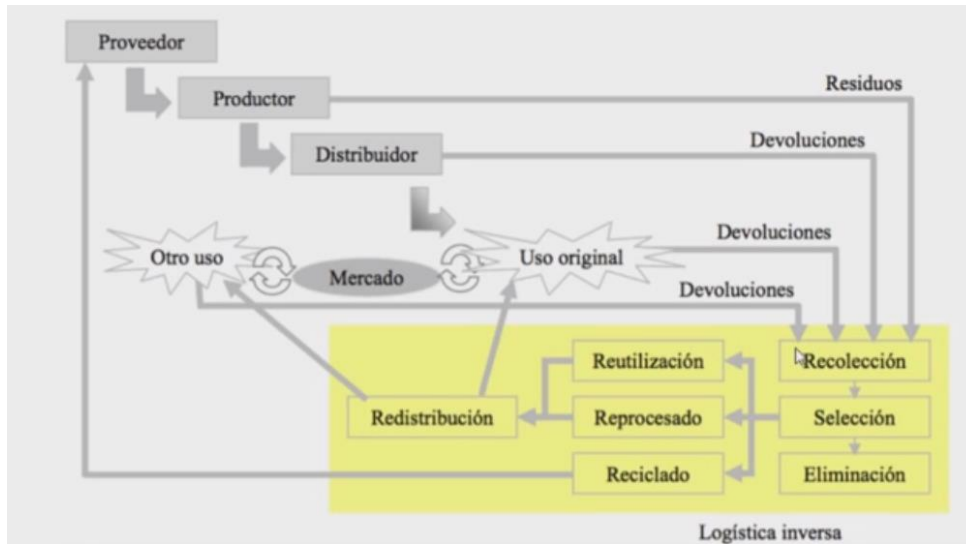 Proveedor
Productor
Residuos
Distribuidor
Devoluciones
Otro uso
Mercado
Uso original
Devoluciones
Devoluciones
Reutilización
Recolección
Redistribución
Reprocesado
Selección
Reciclado
Eliminación
Logística inversa